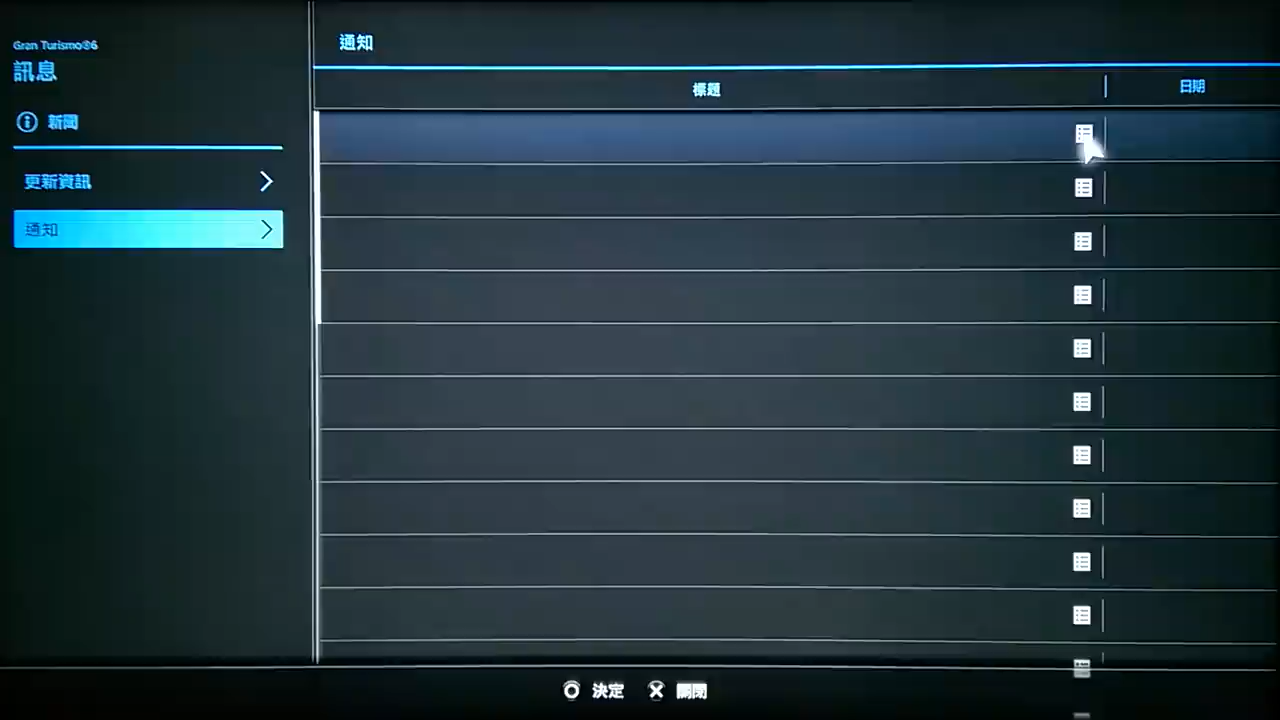 Gran Turismo®6
訊息
新聞
更新資訊
通知
通知
標題
日期
決定
關閉